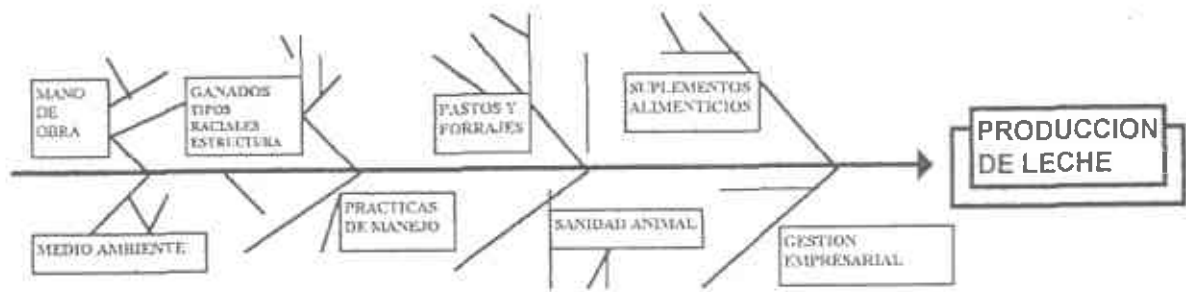 MANO
DE
OBRA
GANADOS
TIPOS
RACIALES
ESTRUCTURA
PASTOS Y
FORRAJES
SUPLEMENTOS
ALIMENTICIOS
PRODUCCION
DE LECHE
MEDIO AMBIENTE
PRACTICAS
DE MANEJO
SANIDAD ANIMAL
GESTION
EMPRESARIAL